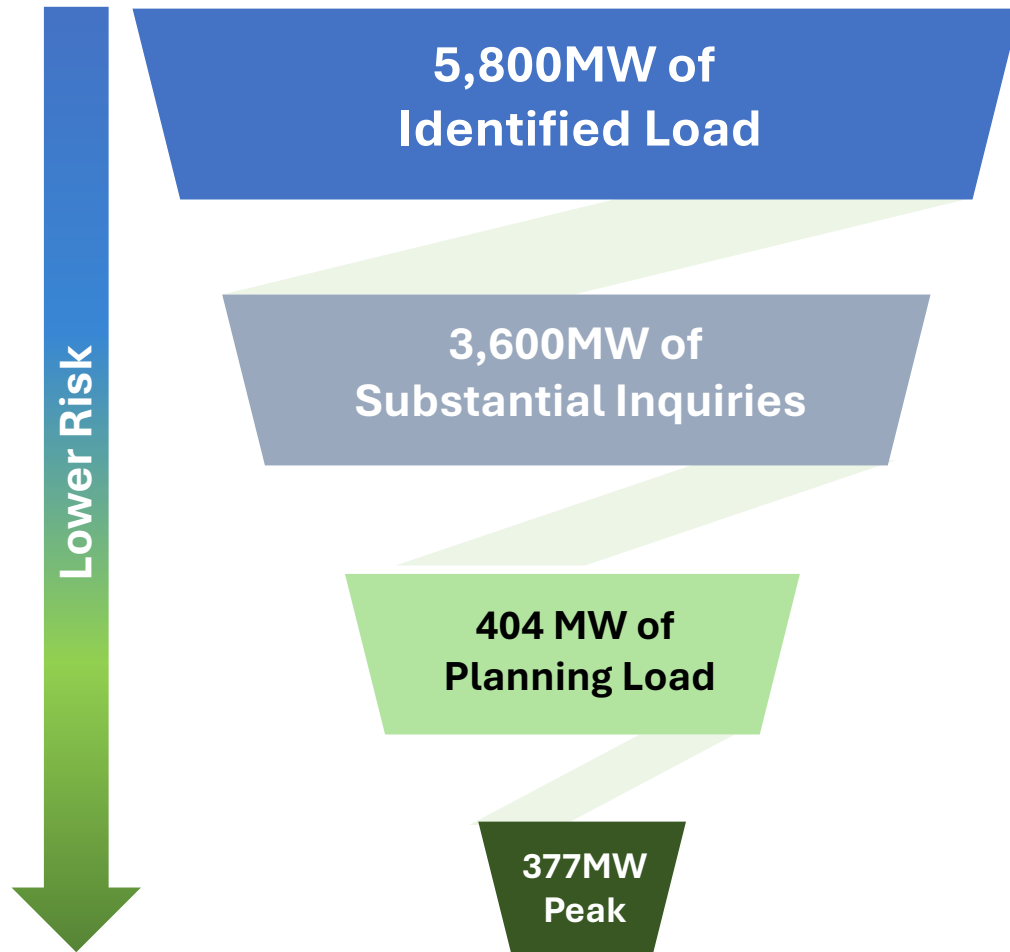 5,800MW of
Identified Load
3,600MW of
Substantial Inquiries
Lower Risk
404 MW of
Planning Load
377MW
Peak